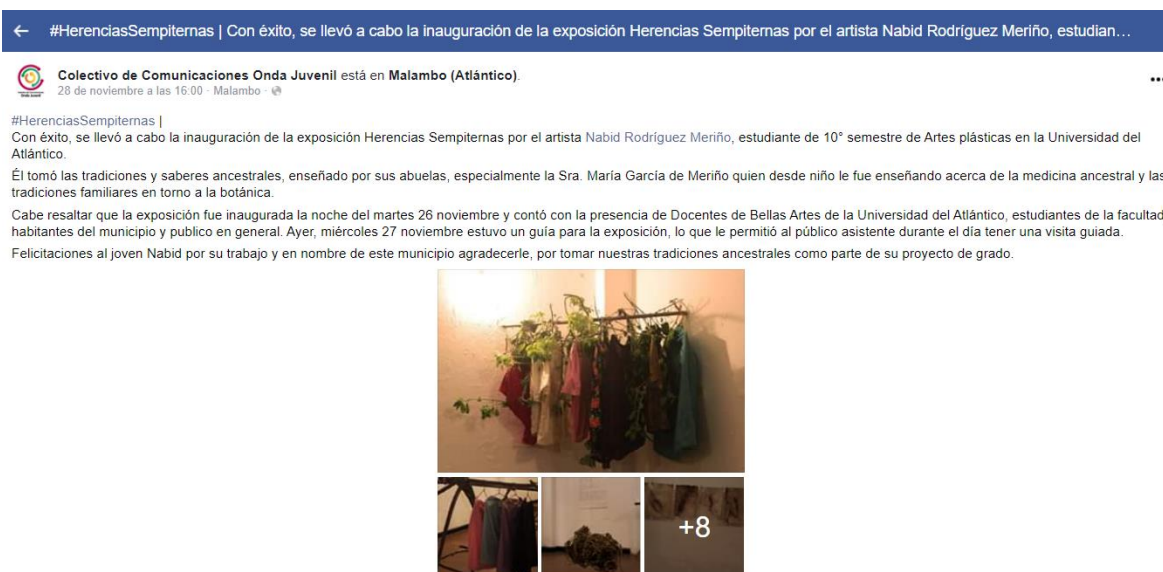 #HerenciasSempiternas | Con éxito, se llevó a cabo la inauguración de la exposición Herencias Sempiternas por el artista Nabid Rodríguez Meriño, estudian…
Colectivo de Comunicaciones Onda Juvenil está en Malambo (Atlántico).
28 de noviembre a las 16:00 · Malambo ·
#HerenciasSempiternas |
Con éxito, se llevó a cabo la inauguración de la exposición Herencias Sempiternas por el artista Nabid Rodríguez Meriño, estudiante de 10° semestre de Artes plásticas en la Universidad del
Atlántico.
Él tomó las tradiciones y saberes ancestrales, enseñado por sus abuelas, especialmente la Sra. María García de Meriño quien desde niño le fue enseñando acerca de la medicina ancestral y las
tradiciones familiares en torno a la botánica.
Cabe resaltar que la exposición fue inaugurada la noche del martes 26 noviembre y contó con la presencia de Docentes de Bellas Artes de la Universidad del Atlántico, estudiantes de la facultad
habitantes del municipio y publico en general. Ayer, miércoles 27 noviembre estuvo un guía para la exposición, lo que le permitió al público asistente durante el día tener una visita guiada.
Felicitaciones al joven Nabid por su trabajo y en nombre de este municipio agradecerle, por tomar nuestras tradiciones ancestrales como parte de su proyecto de grado.
+8